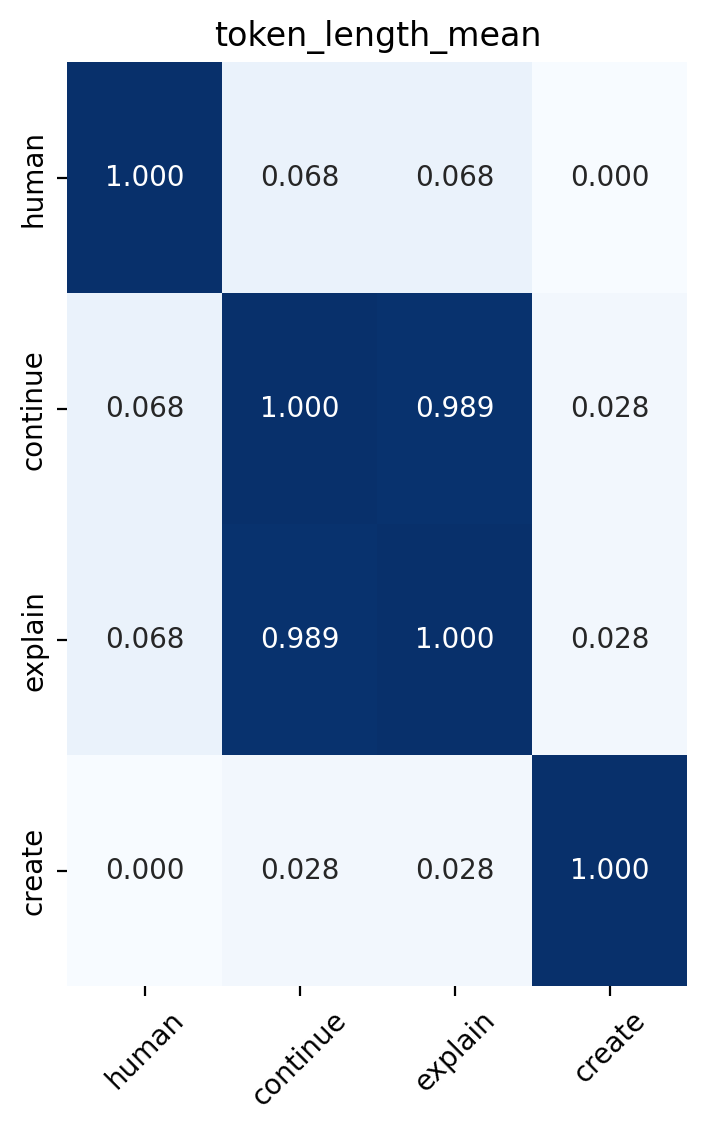 token_length_mean
human
1.000 0.068 0.068 0.000
continue
0.068 1.000 0.989 0.028
explain
0.068 0.989 1.000 0.028
create
0.000 0.028 0.028 1.000
human continue explain create